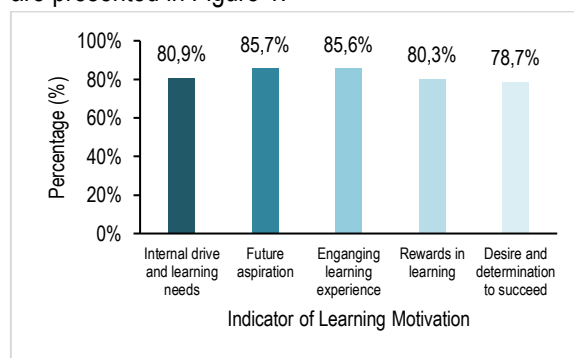 are presented in Figure 4.
100%
80%
60%
40%
20%
0%
Percentage (%)
80,9%
85,7%
85,6%
80,3%
78,7%
Internal drive
and learning
needs
Future
aspiration
Enganging
learning
experience
Rewards in
learning
Desire and
determination
to succeed
Indicator of Learning Motivation